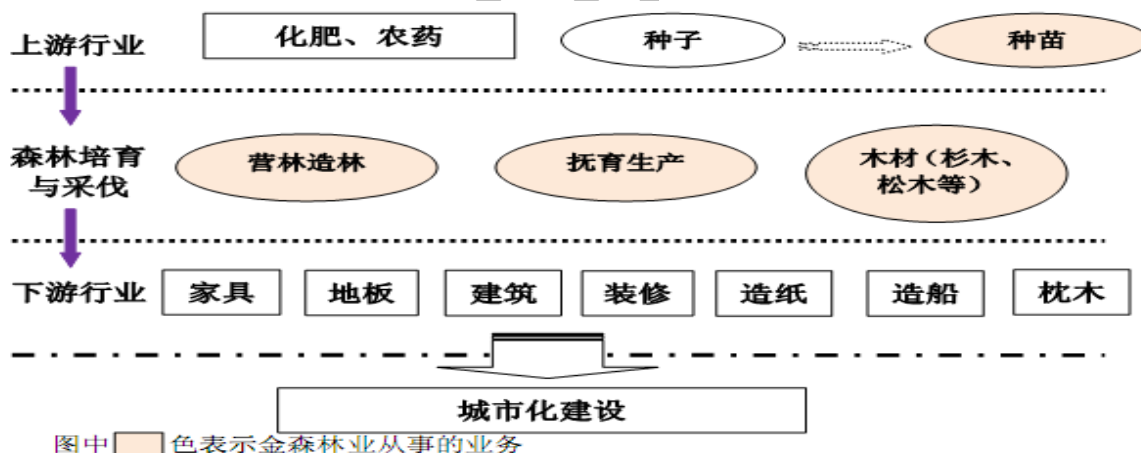 上游行业
化肥、农药
种子
种苗
森林培育
与采伐
营林造林
抚育生产
木材（杉木、
松木等）
下游行业
家具
地板
建筑
装修
造纸
造船
枕木
城市化建设
图中 色表示金森林业从事的业务